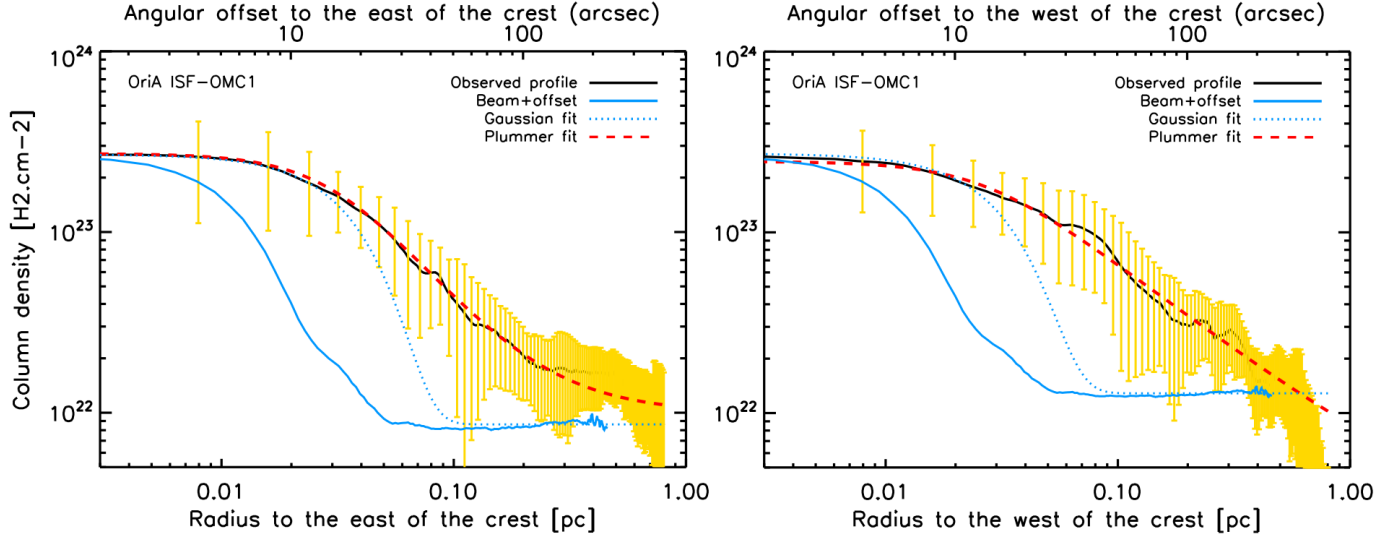 Angular offset to the east of the crest (arcsec)
10 100
10^24
10^23
10^22
Column density [H2.cm-2]
OriA ISF-OMC1
Observed profile
Beam+offset
Gaussian fit
Plummer fit
0.01 0.10 1.00
Radius to the east of the crest [pc]
Angular offset to the west of the crest (arcsec)
10 100
10^24
10^23
10^22
OriA ISF-OMC1
Observed profile
Beam+offset
Gaussian fit
Plummer fit
0.01 0.10 1.00
Radius to the west of the crest [pc]